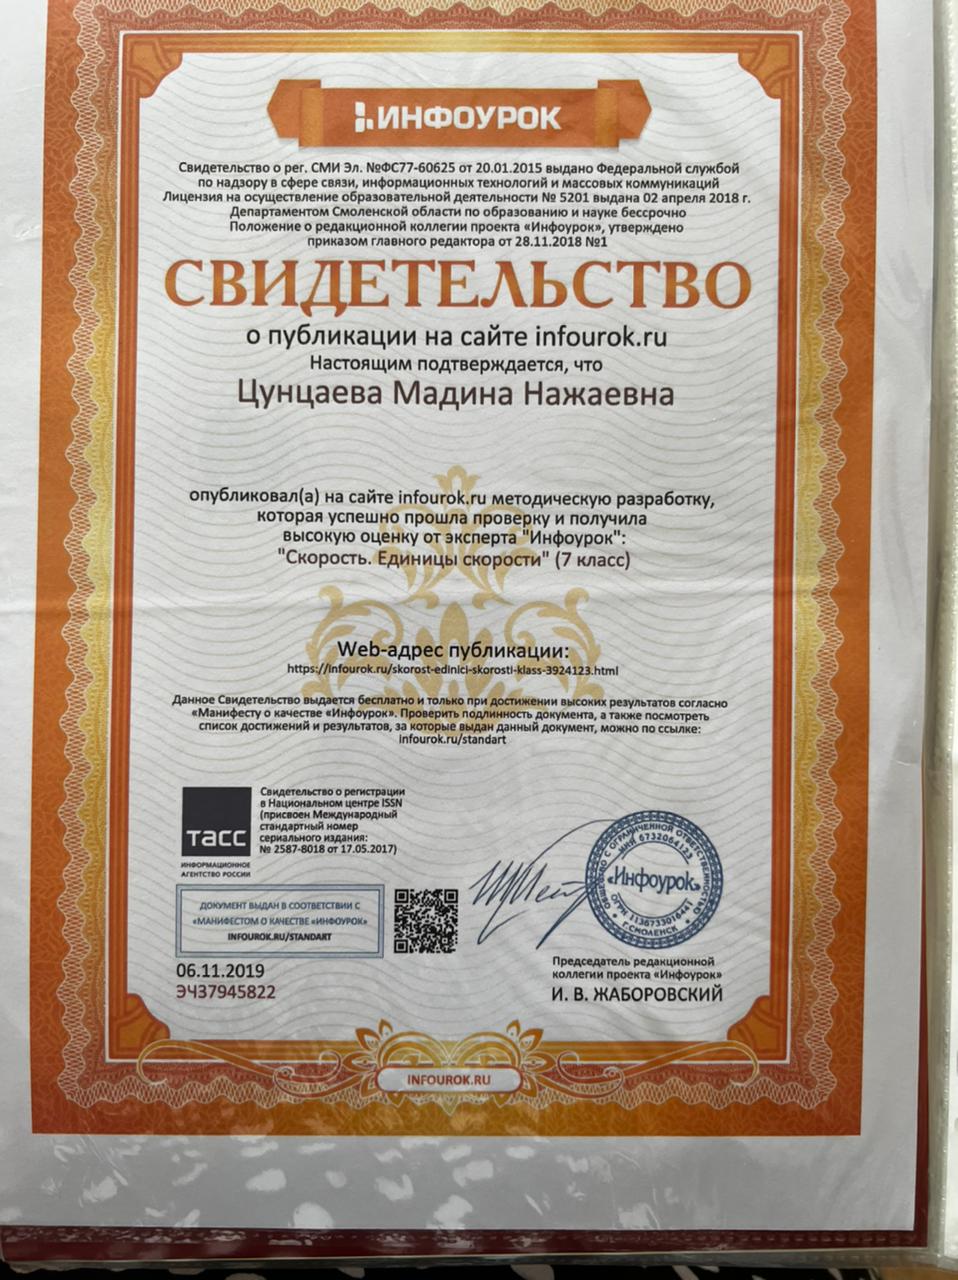 ИНФОУРОК
Свидетельство о рег. СМИ Эл. №ФС77-60625 от 20.01.2015 выдано Федеральной службой
по надзору в сфере связи, информационных технологий и массовых коммуникаций
Лицензия на осуществление образовательной деятельности № 5201 выдана 02 апреля 2018 г.
Департаментом Смоленской области по образованию и науке бессрочно
Положение о редакционной коллегии проекта «Инфоурок», утверждено
приказом главного редактора от 28.11.2018 №1
СВИДЕТЕЛЬСТВО
о публикации на сайте infourok.ru
Настоящим подтверждается, что
Цунцаева Мадина Нажаевна
опубликовал(а) на сайте infourok.ru методическую разработку,
которая успешно прошла проверку и получила
высокую оценку от эксперта "Инфоурок":
"Скорость. Единицы скорости" (7 класс)
Web-адрес публикации:
https://infourok.ru/skorost-edinici-skorosti-klass-3924123.html
Данное Свидетельство выдается бесплатно и только при достижении высоких результатов согласно
«Манифесту о качестве «Инфоурок». Проверить подлинность документа, а также посмотреть
список достижений и результатов, за которые выдан данный документ, можно по ссылке:
infourok.ru/standart
ТАСС
ИНФОРМАЦИОННОЕ
АГЕНТСТВО РОССИИ
Свидетельство о регистрации
в Национальном центре ISSN
(присвоен Международный
стандартный номер
сериального издания:
№ 2587-8018 от 17.05.2017)
ДОКУМЕНТ ВЫДАН В СООТВЕТСТВИИ С
«МАНИФЕСТОМ О КАЧЕСТВЕ «ИНФОУРОК»
INFOUROK.RU/STANDART
06.11.2019
ЭЧ37945822
ОБЩЕСТВО С ОГРАНИЧЕННОЙ ОТВЕТСТВЕННОСТЬЮ
ИНН 6732064123
«Инфоурок»
ОГРН 1136733016441
Г.СМОЛЕНСК
Председатель редакционной
коллегии проекта «Инфоурок»
И. В. ЖАБОРОВСКИЙ
INFOUROK.RU